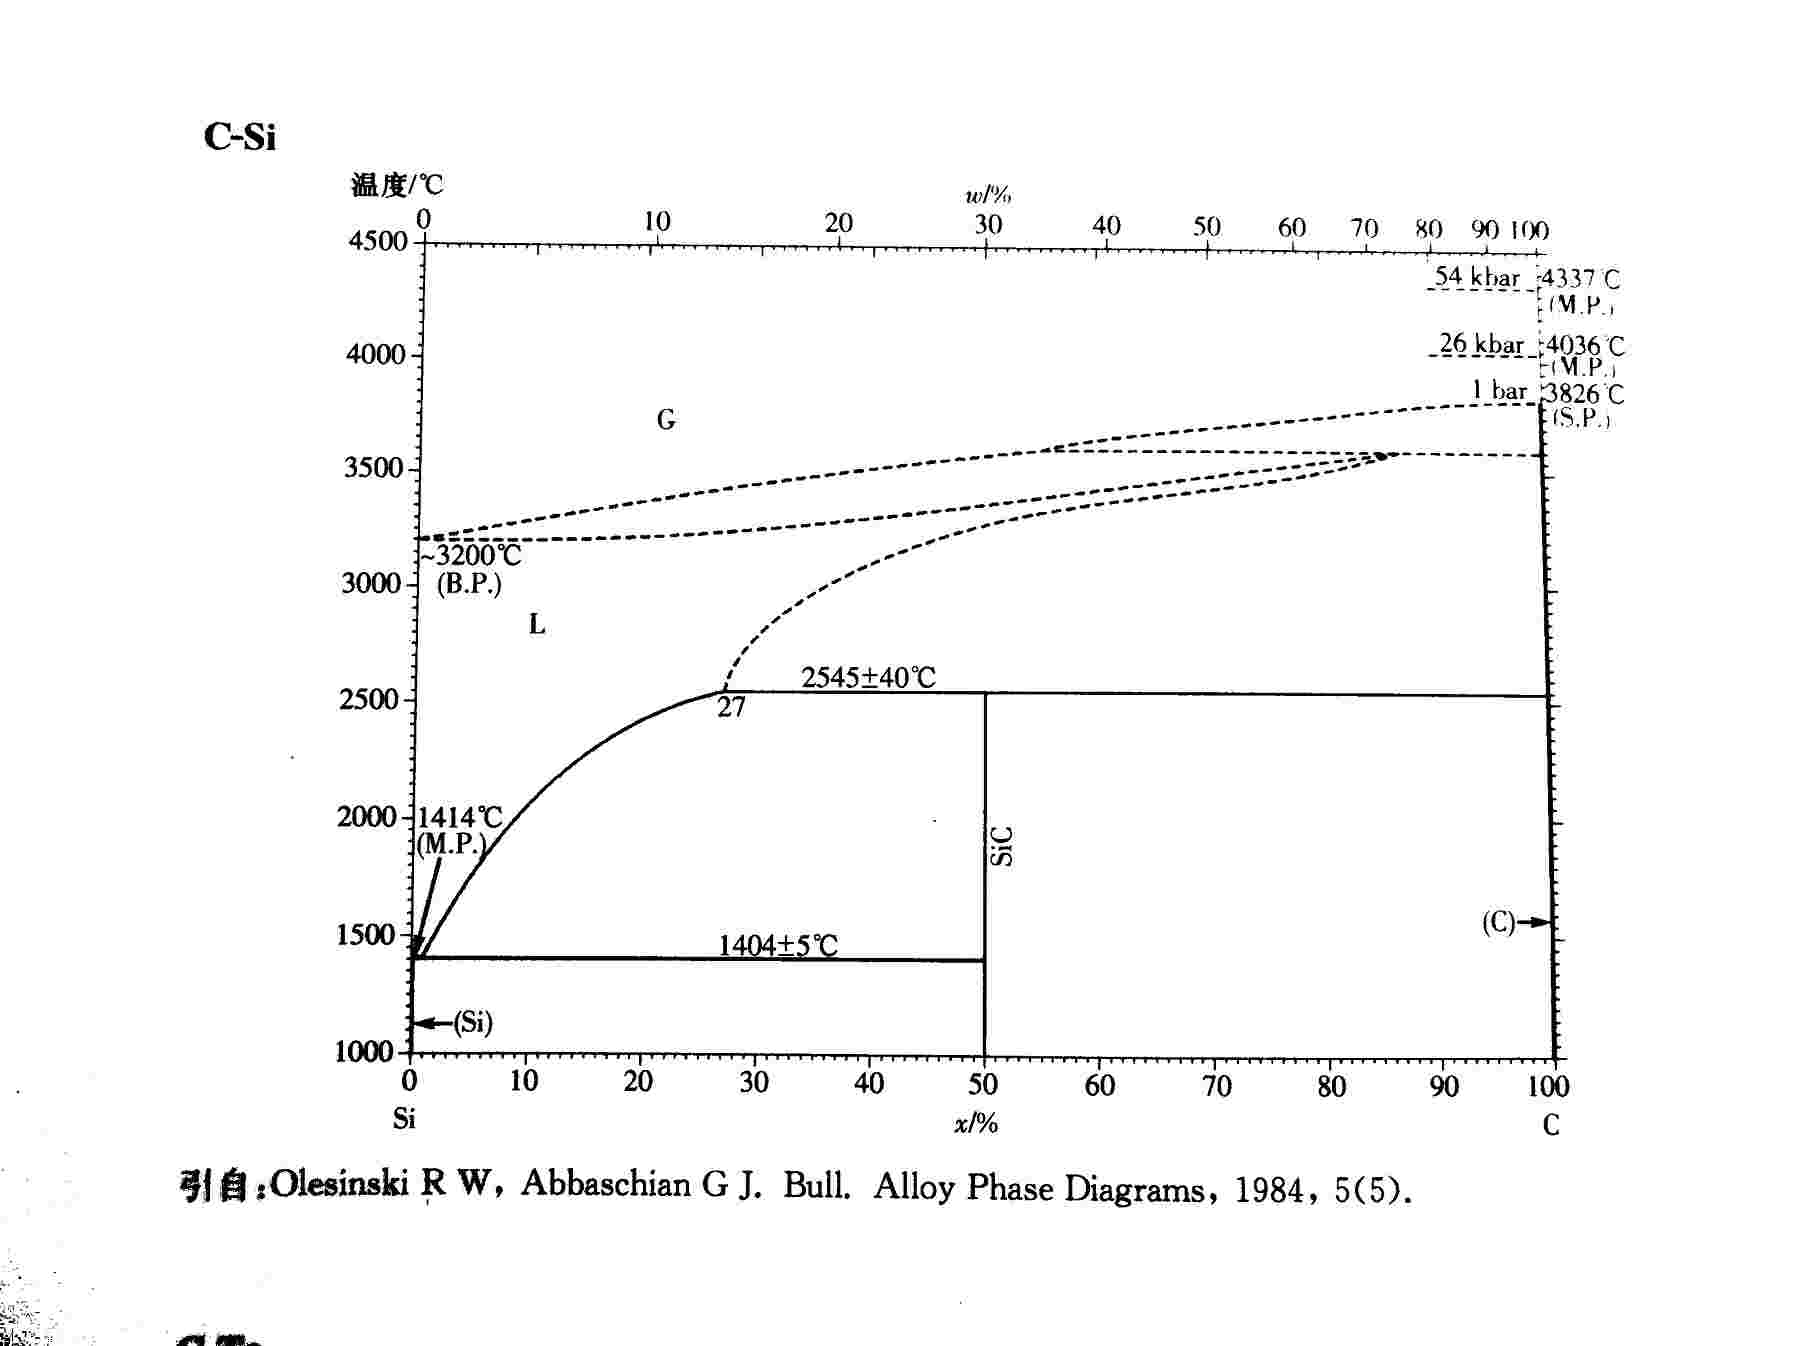 C-Si
温度/℃
w/%
0 10 20 30 40 50 60 70 80 90 100
4500
54 kbar 4337℃
(M.P.)
4000
26 kbar 4036℃
(M.P.)
1 bar 3826℃
(S.P.)
G
3500
~3200℃
(B.P.)
3000
L
2545±40℃
2500
27
2000
1414℃
(M.P.)
SiC
1500
1404±5℃
(C)
(Si)
1000
0 10 20 30 40 50 60 70 80 90 100
Si x/% C
引自:Olesinski R W, Abbaschian G J. Bull. Alloy Phase Diagrams, 1984, 5(5).